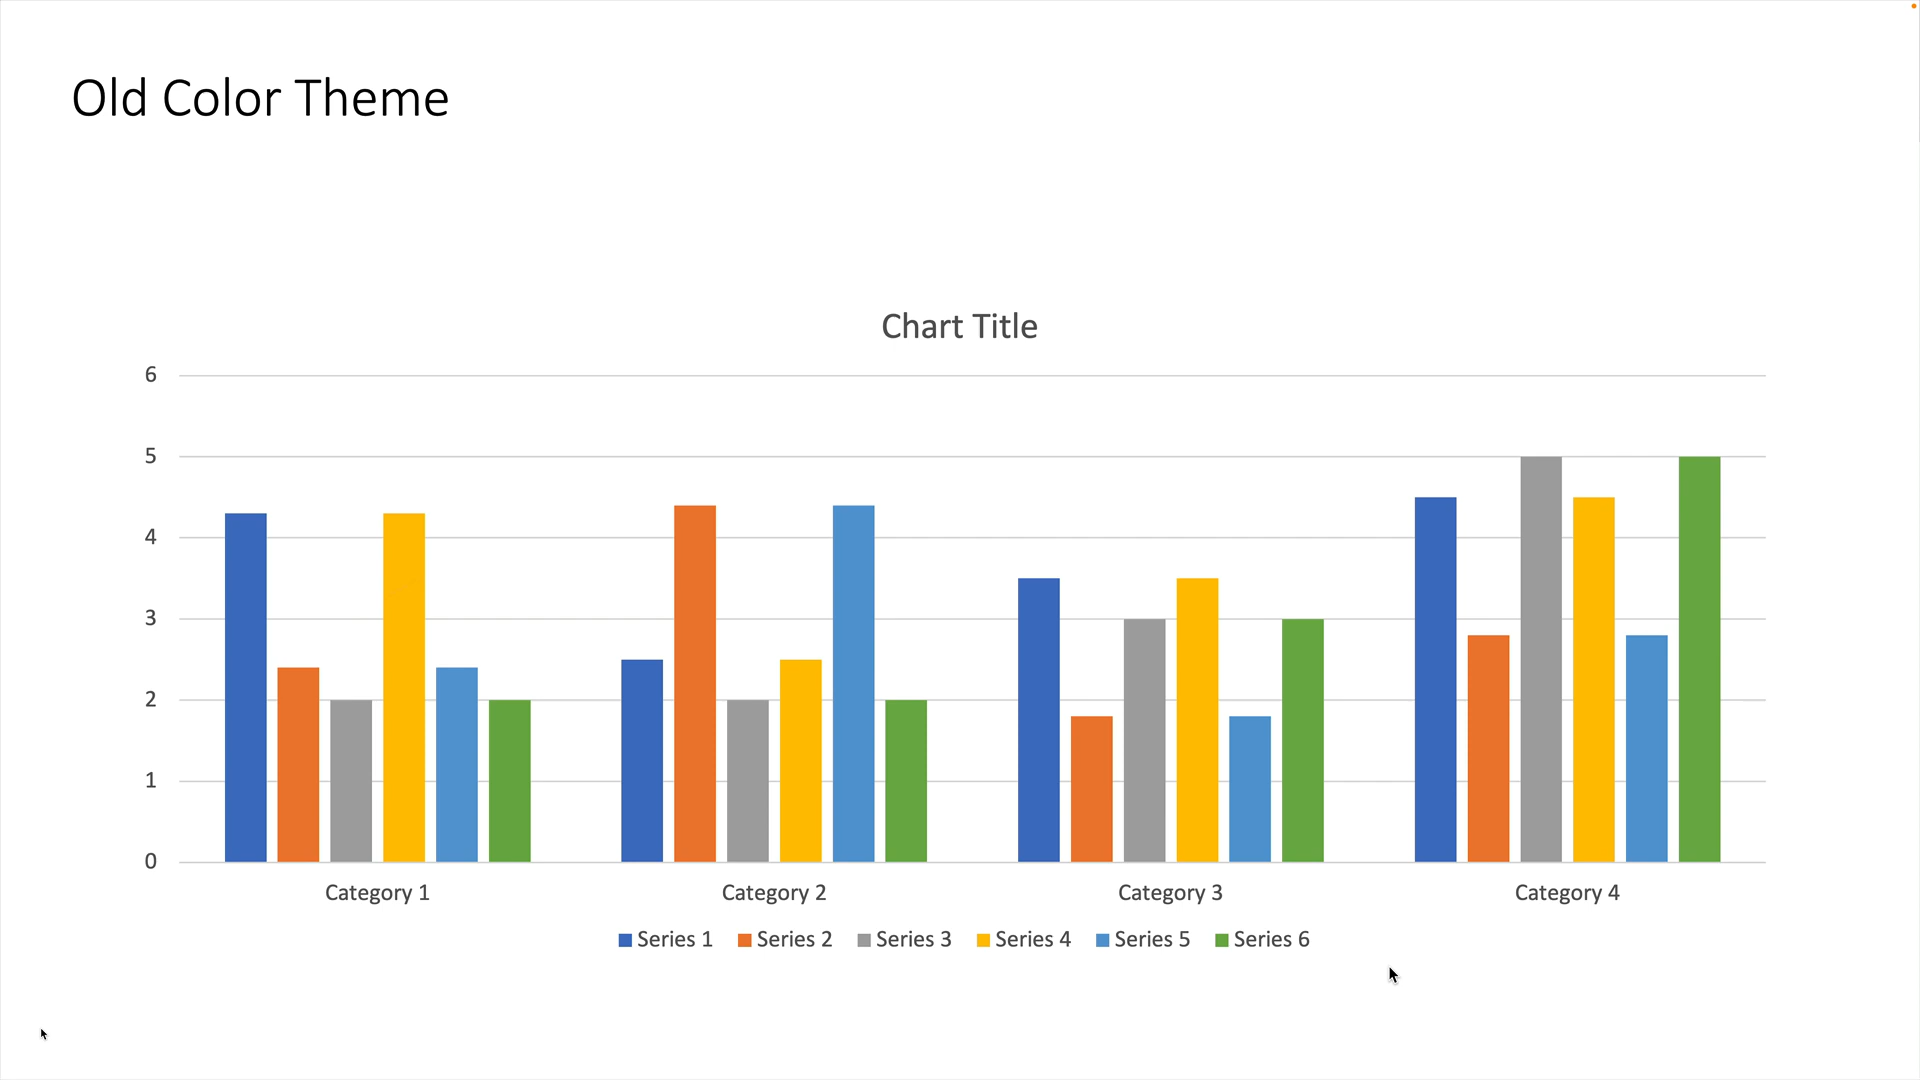 Old Color Theme
Chart Title
6
5
4
3
2
1
0
Category 1 Category 2 Category 3 Category 4
Series 1 Series 2 Series 3 Series 4 Series 5 Series 6